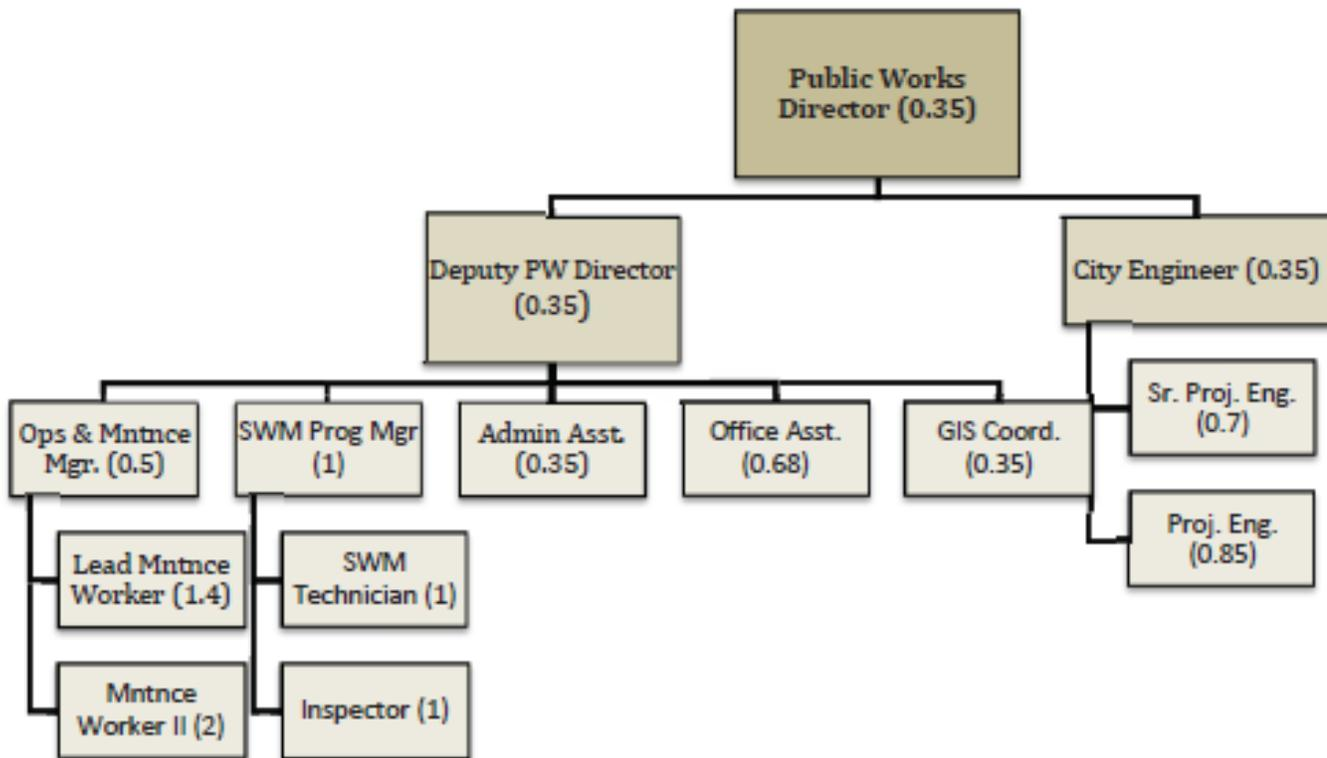 Public Works
Director (0.35)
Deputy PW Director
(0.35)
City Engineer (0.35)
Ops & Mntnce
Mgr. (0.5)
SWM Prog Mgr
(1)
Admin Asst.
(0.35)
Office Asst.
(0.68)
GIS Coord.
(0.35)
Sr. Proj. Eng.
(0.7)
Proj. Eng.
(0.85)
Lead Mntnce
Worker (1.4)
SWM
Technician (1)
Mntnce
Worker II (2)
Inspector (1)